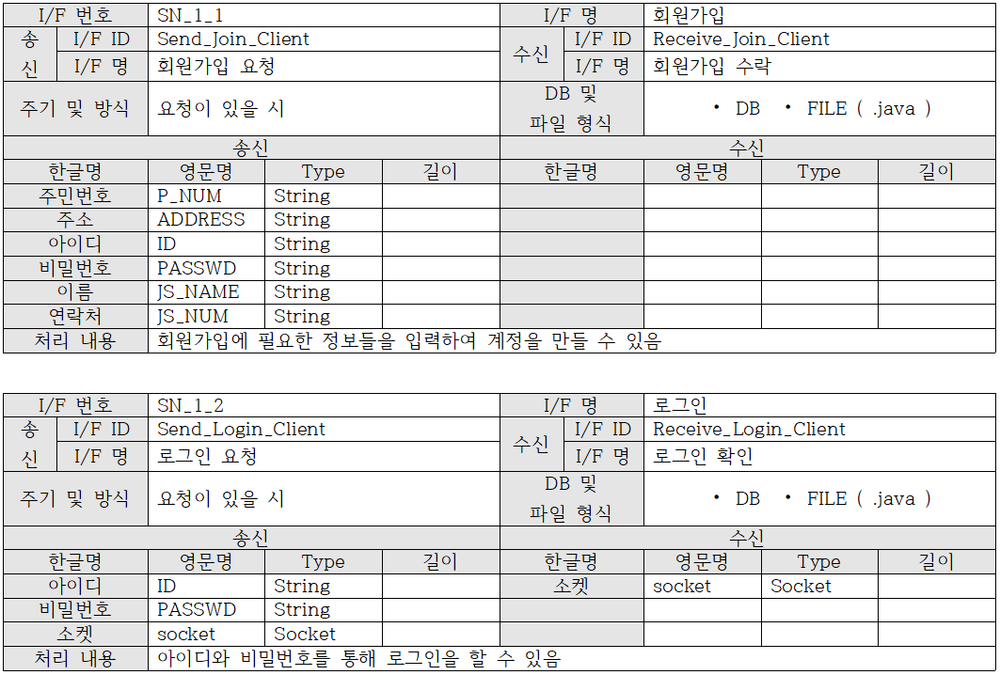 I/F 번호 SN_1_1 I/F 명 회원가입
송신 I/F ID Send_Join_Client 수신 I/F ID Receive_Join_Client
I/F 명 회원가입 요청 I/F 명 회원가입 수락
주기 및 방식 요청이 있을 시 DB 및 파일 형식 · DB · FILE ( .java )
송신 수신
한글명 영문명 Type 길이 한글명 영문명 Type 길이
주민번호 P_NUM String
주소 ADDRESS String
아이디 ID String
비밀번호 PASSWD String
이름 JS_NAME String
연락처 JS_NUM String
처리 내용 회원가입에 필요한 정보들을 입력하여 계정을 만들 수 있음
I/F 번호 SN_1_2 I/F 명 로그인
송신 I/F ID Send_Login_Client 수신 I/F ID Receive_Login_Client
I/F 명 로그인 요청 I/F 명 로그인 확인
주기 및 방식 요청이 있을 시 DB 및 파일 형식 · DB · FILE ( .java )
송신 수신
한글명 영문명 Type 길이 한글명 영문명 Type 길이
아이디 ID String 소켓 socket Socket
비밀번호 PASSWD String
소켓 socket Socket
처리 내용 아이디와 비밀번호를 통해 로그인을 할 수 있음